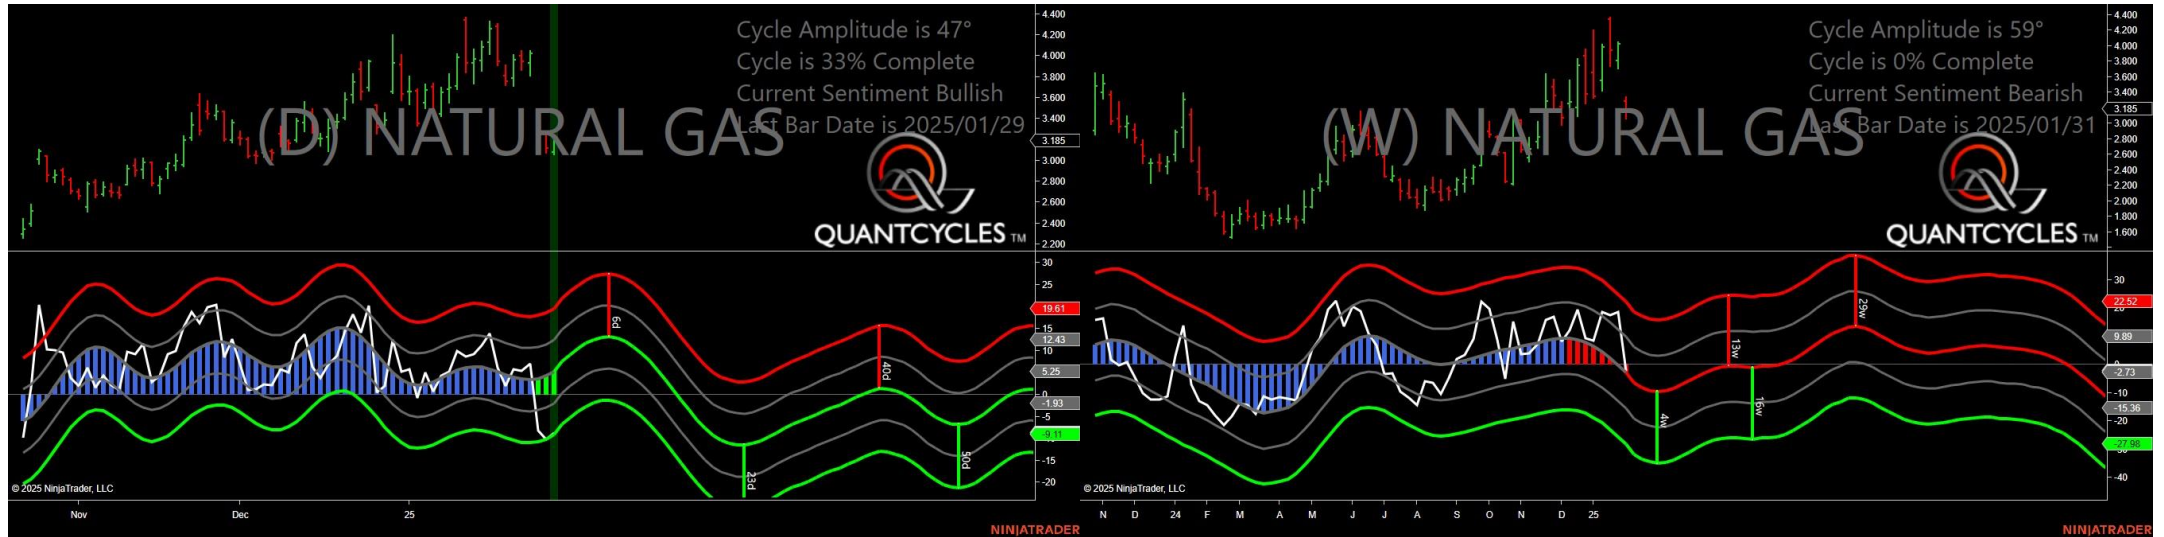 Cycle Amplitude is 47°
Cycle is 33% Complete
Current Sentiment Bullish
Last Bar Date is 2025/01/29
(D) NATURAL GAS
QUANTCYCLES TM
4.400
4.200
4.000
3.800
3.600
3.400
3.185
3.000
2.800
2.600
2.400
2.200
30
25
19.61
15
12.43
10
5.25
0
-1.93
-5
-9.11
-15
-20
6d
23d
40d
50d
© 2025 NinjaTrader, LLC
Nov Dec 25
NINJATRADER
Cycle Amplitude is 59°
Cycle is 0% Complete
Current Sentiment Bearish
Last Bar Date is 2025/01/31
(W) NATURAL GAS
QUANTCYCLES TM
4.400
4.200
4.000
3.800
3.600
3.400
3.185
3.000
2.800
2.600
2.400
2.200
2.000
1.800
1.600
30
22.52
20
9.89
0
-2.73
-10
-15.36
-20
-27.98
-40
4w
13w
16w
29w
© 2025 NinjaTrader, LLC
N D 24 F M A M J J A S O N D 25
NINJATRADER